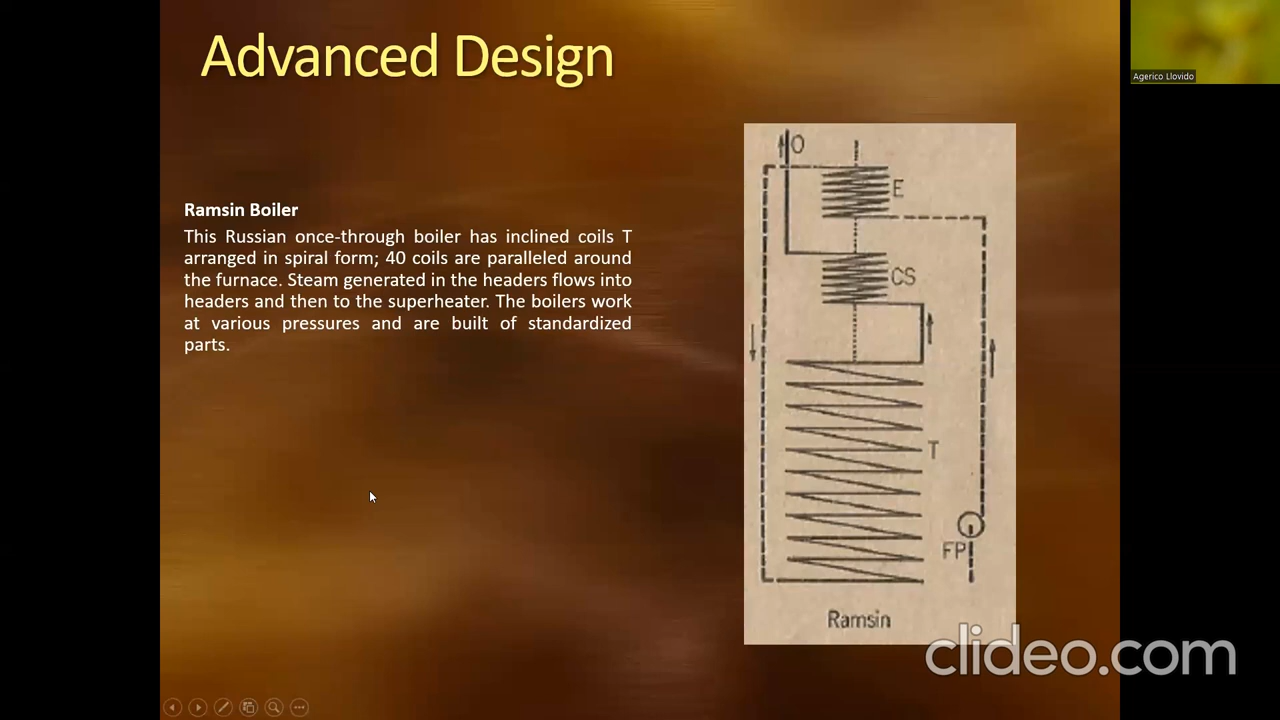 Advanced Design
Agerico Llovido
Ramsin Boiler
This Russian once-through boiler has inclined coils T
arranged in spiral form; 40 coils are paralleled around
the furnace. Steam generated in the headers flows into
headers and then to the superheater. The boilers work
at various pressures and are built of standardized
parts.
O
E
CS
T
FP
Ramsin
clideo.com